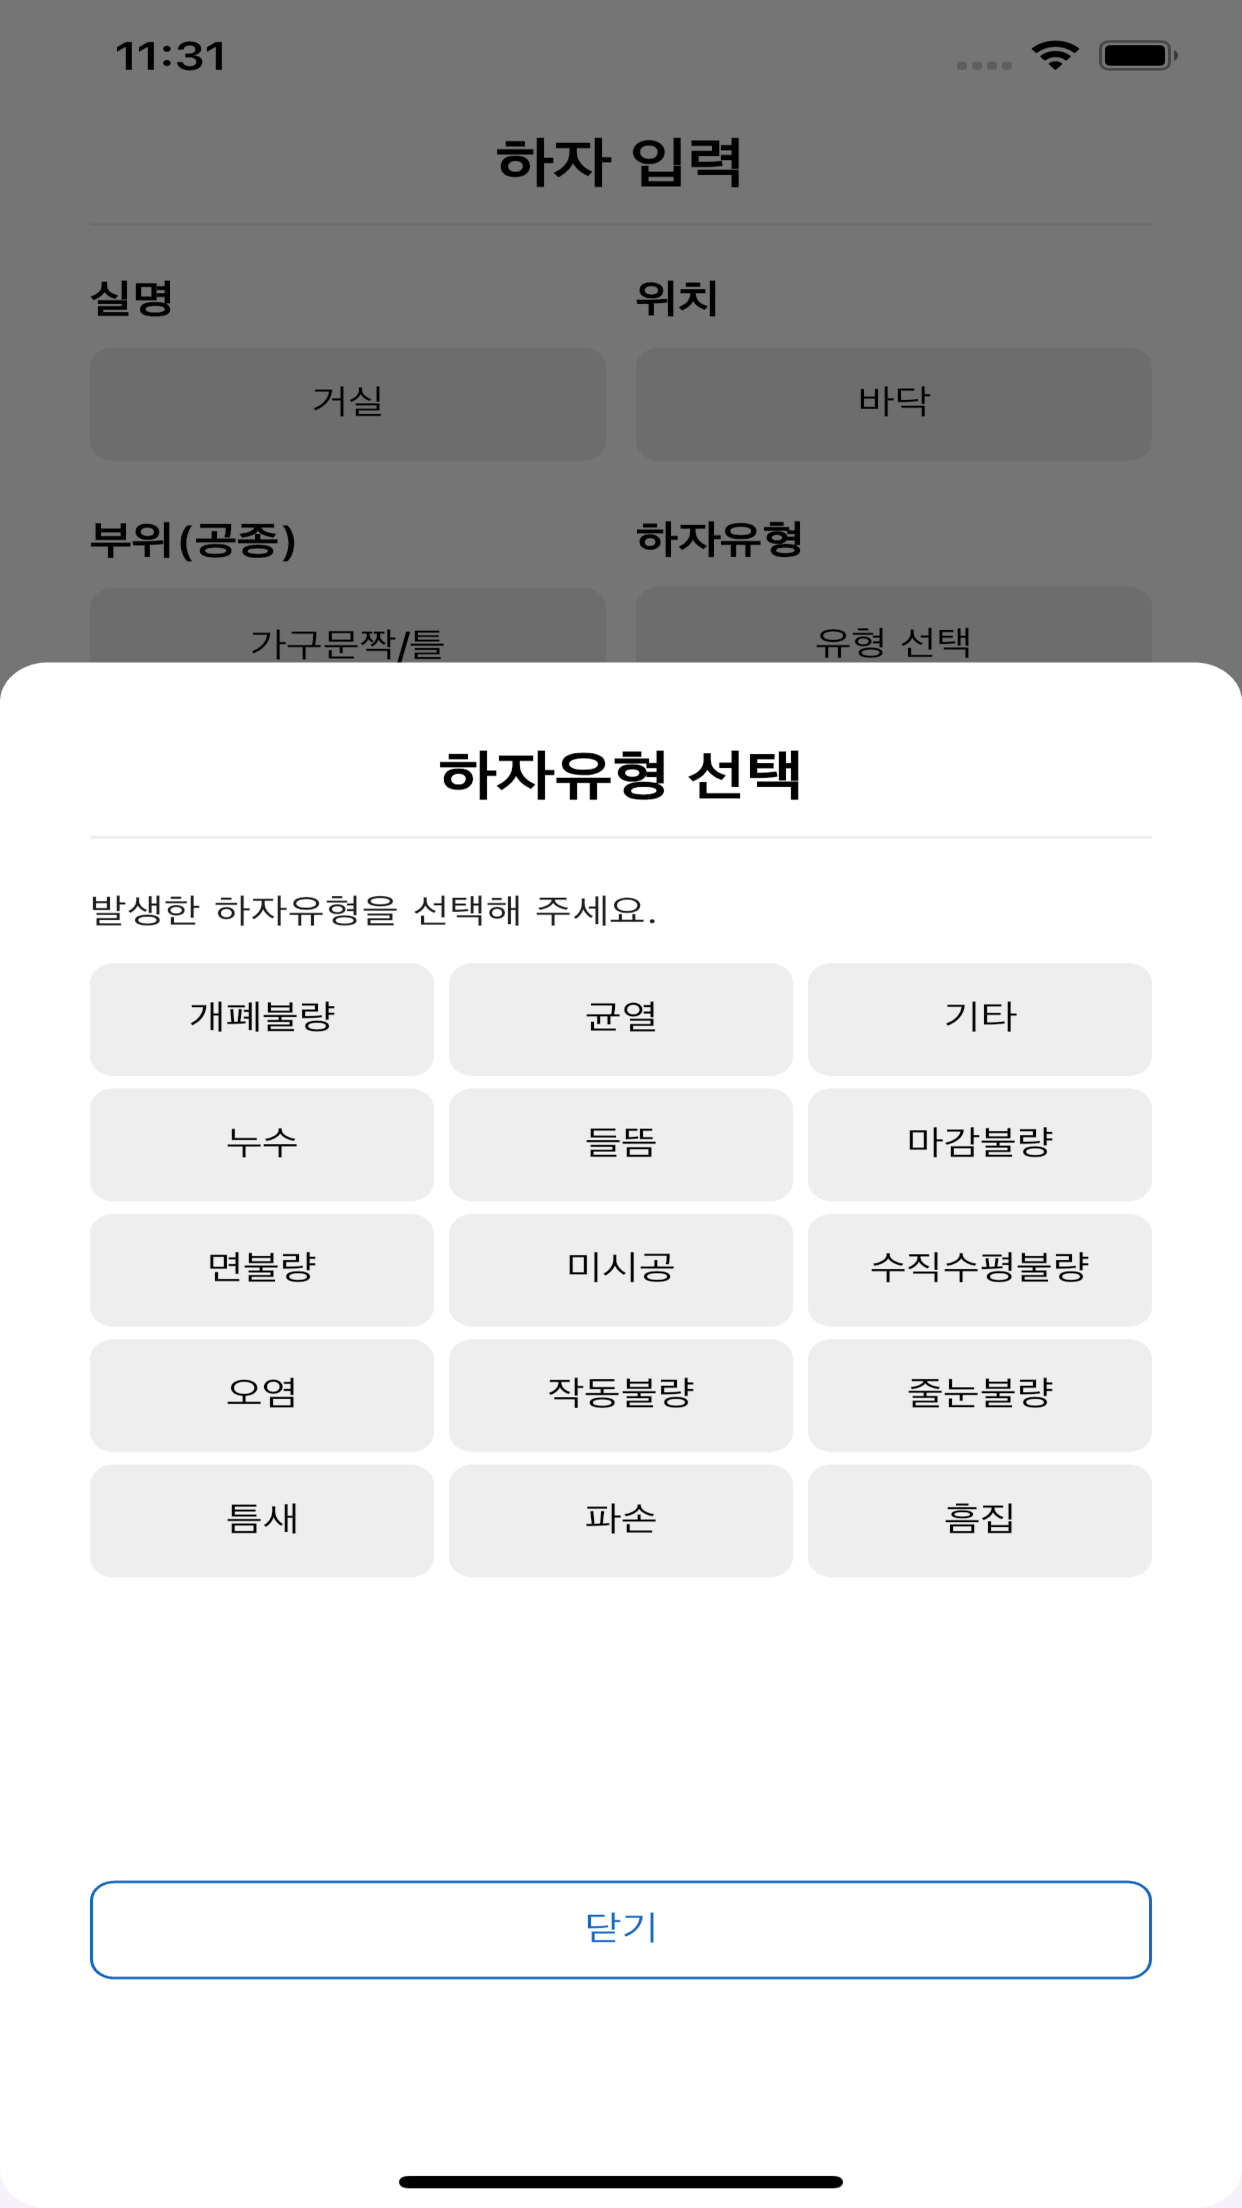 11:31
하자 입력
실명 위치
거실 바닥
부위(공종) 하자유형
가구문짝/틀 유형 선택
하자유형 선택
발생한 하자유형을 선택해 주세요.
개폐불량 균열 기타
누수 들뜸 마감불량
면불량 미시공 수직수평불량
오염 작동불량 줄눈불량
틈새 파손 흠집
닫기